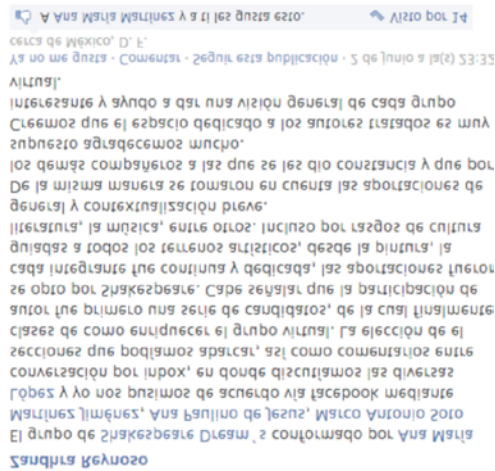 Zandhra Reynoso
El grupo de Shakespeare Dream´s conformado por Ana María
Martínez Jiménez, Ana Paulino de Jesus, Marco Antonio Soto
López y yo nos pusimos de acuerdo vía facebook mediante
conversación por inbox, en donde discutíamos las diversas
secciones que podíamos abarcar, así como comentarios entre
clases de como enriquecer el grupo virtual. La elección de el
autor fue primero una serie de candidatos, de la cual finalmente
se opto por Shakespeare. Cabe señalar que la participación de
cada integrante fue continua y dedicada, las aportaciones fueron
guiadas a todos los terrenos artísticos, desde la pintura, la
literatura, la música, entre otros. Incluso por rasgos de cultura
general y contextualización breve.
De la misma manera se tomaron en cuenta las aportaciones de
los demás compañeros a las que se les dio constancia y que por
supuesto agradecemos mucho.
Creemos que el espacio dedicado a los autores tratados es muy
interesante y ayudo a dar una visión general de cada grupo
virtual.
Ya no me gusta · Comentar · Seguir esta publicación · 2 de junio a la(s) 23:32
cerca de México, D. F.
A Ana María Martínez y a ti les gusta esto. Visto por 14